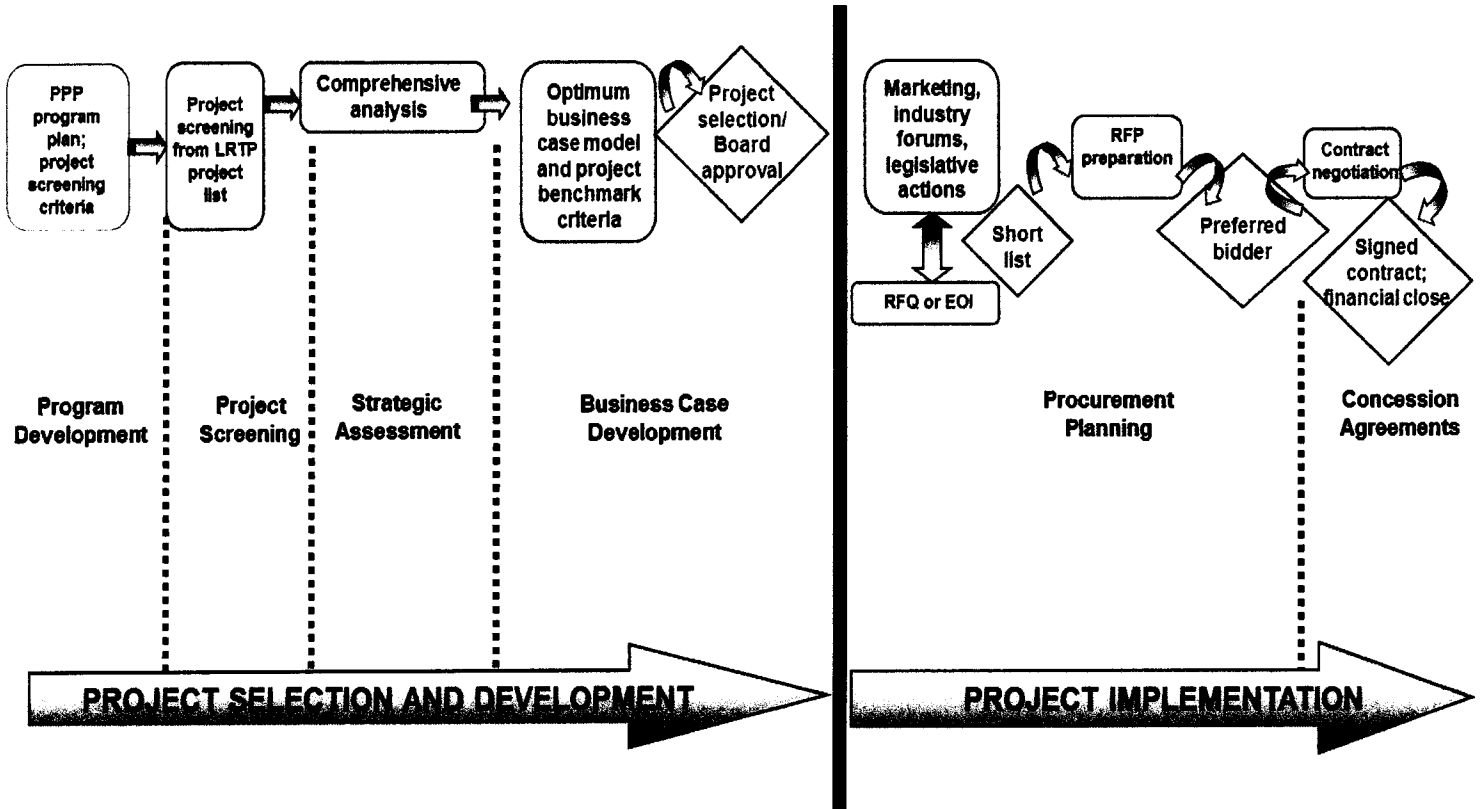 PPP
program
plan;
project
screening
criteria
Project
screening
from LRTP
project
list
Comprehensive
analysis
Optimum
business
case model
and project
benchmark
criteria
Project
selection/
Board
approval
Marketing,
industry
forums,
legislative
actions
RFQ or EOI
Short
list
RFP
preparation
Preferred
bidder
Contract
negotiation
Signed
contract;
financial close
Program
Development
Project
Screening
Strategic
Assessment
Business Case
Development
Procurement
Planning
Concession
Agreements
PROJECT SELECTION AND DEVELOPMENT
PROJECT IMPLEMENTATION